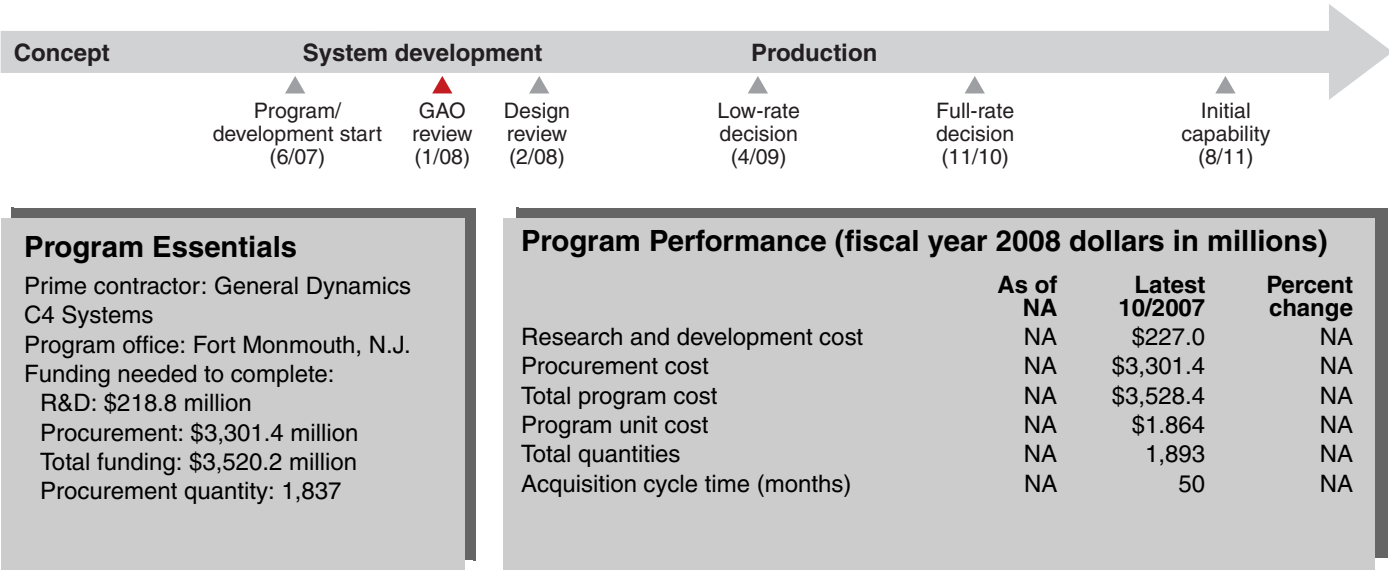 Concept System development Production
Program/
development start
(6/07)
GAO
review
(1/08)
Design
review
(2/08)
Low-rate
decision
(4/09)
Full-rate
decision
(11/10)
Initial
capability
(8/11)
Program Essentials
Prime contractor: General Dynamics
C4 Systems
Program office: Fort Monmouth, N.J.
Funding needed to complete:
R&D: $218.8 million
Procurement: $3,301.4 million
Total funding: $3,520.2 million
Procurement quantity: 1,837
Program Performance (fiscal year 2008 dollars in millions)
As of Latest Percent
NA 10/2007 change
Research and development cost NA $227.0 NA
Procurement cost NA $3,301.4 NA
Total program cost NA $3,528.4 NA
Program unit cost NA $1.864 NA
Total quantities NA 1,893 NA
Acquisition cycle time (months) NA 50 NA